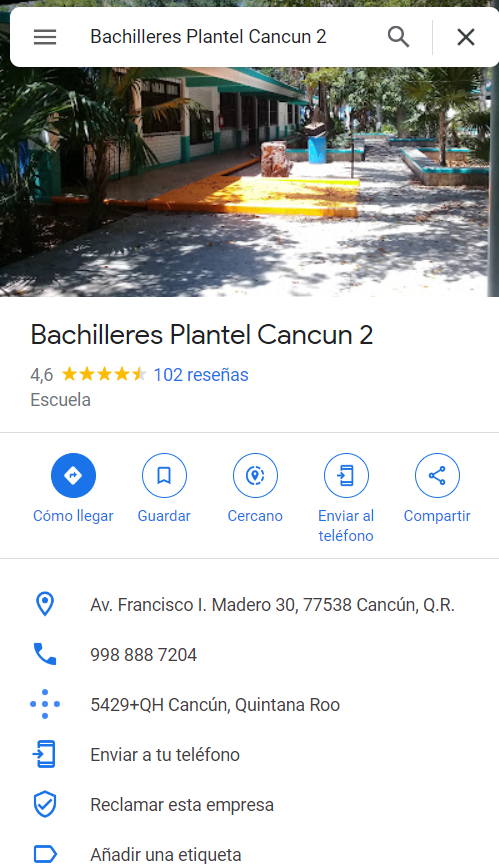 Bachilleres Plantel Cancun 2
Bachilleres Plantel Cancun 2
4,6 102 reseñas
Escuela
Cómo llegar
Guardar
Cercano
Enviar al
teléfono
Compartir
Av. Francisco I. Madero 30, 77538 Cancún, Q.R.
998 888 7204
5429+QH Cancún, Quintana Roo
Enviar a tu teléfono
Reclamar esta empresa
Añadir una etiqueta